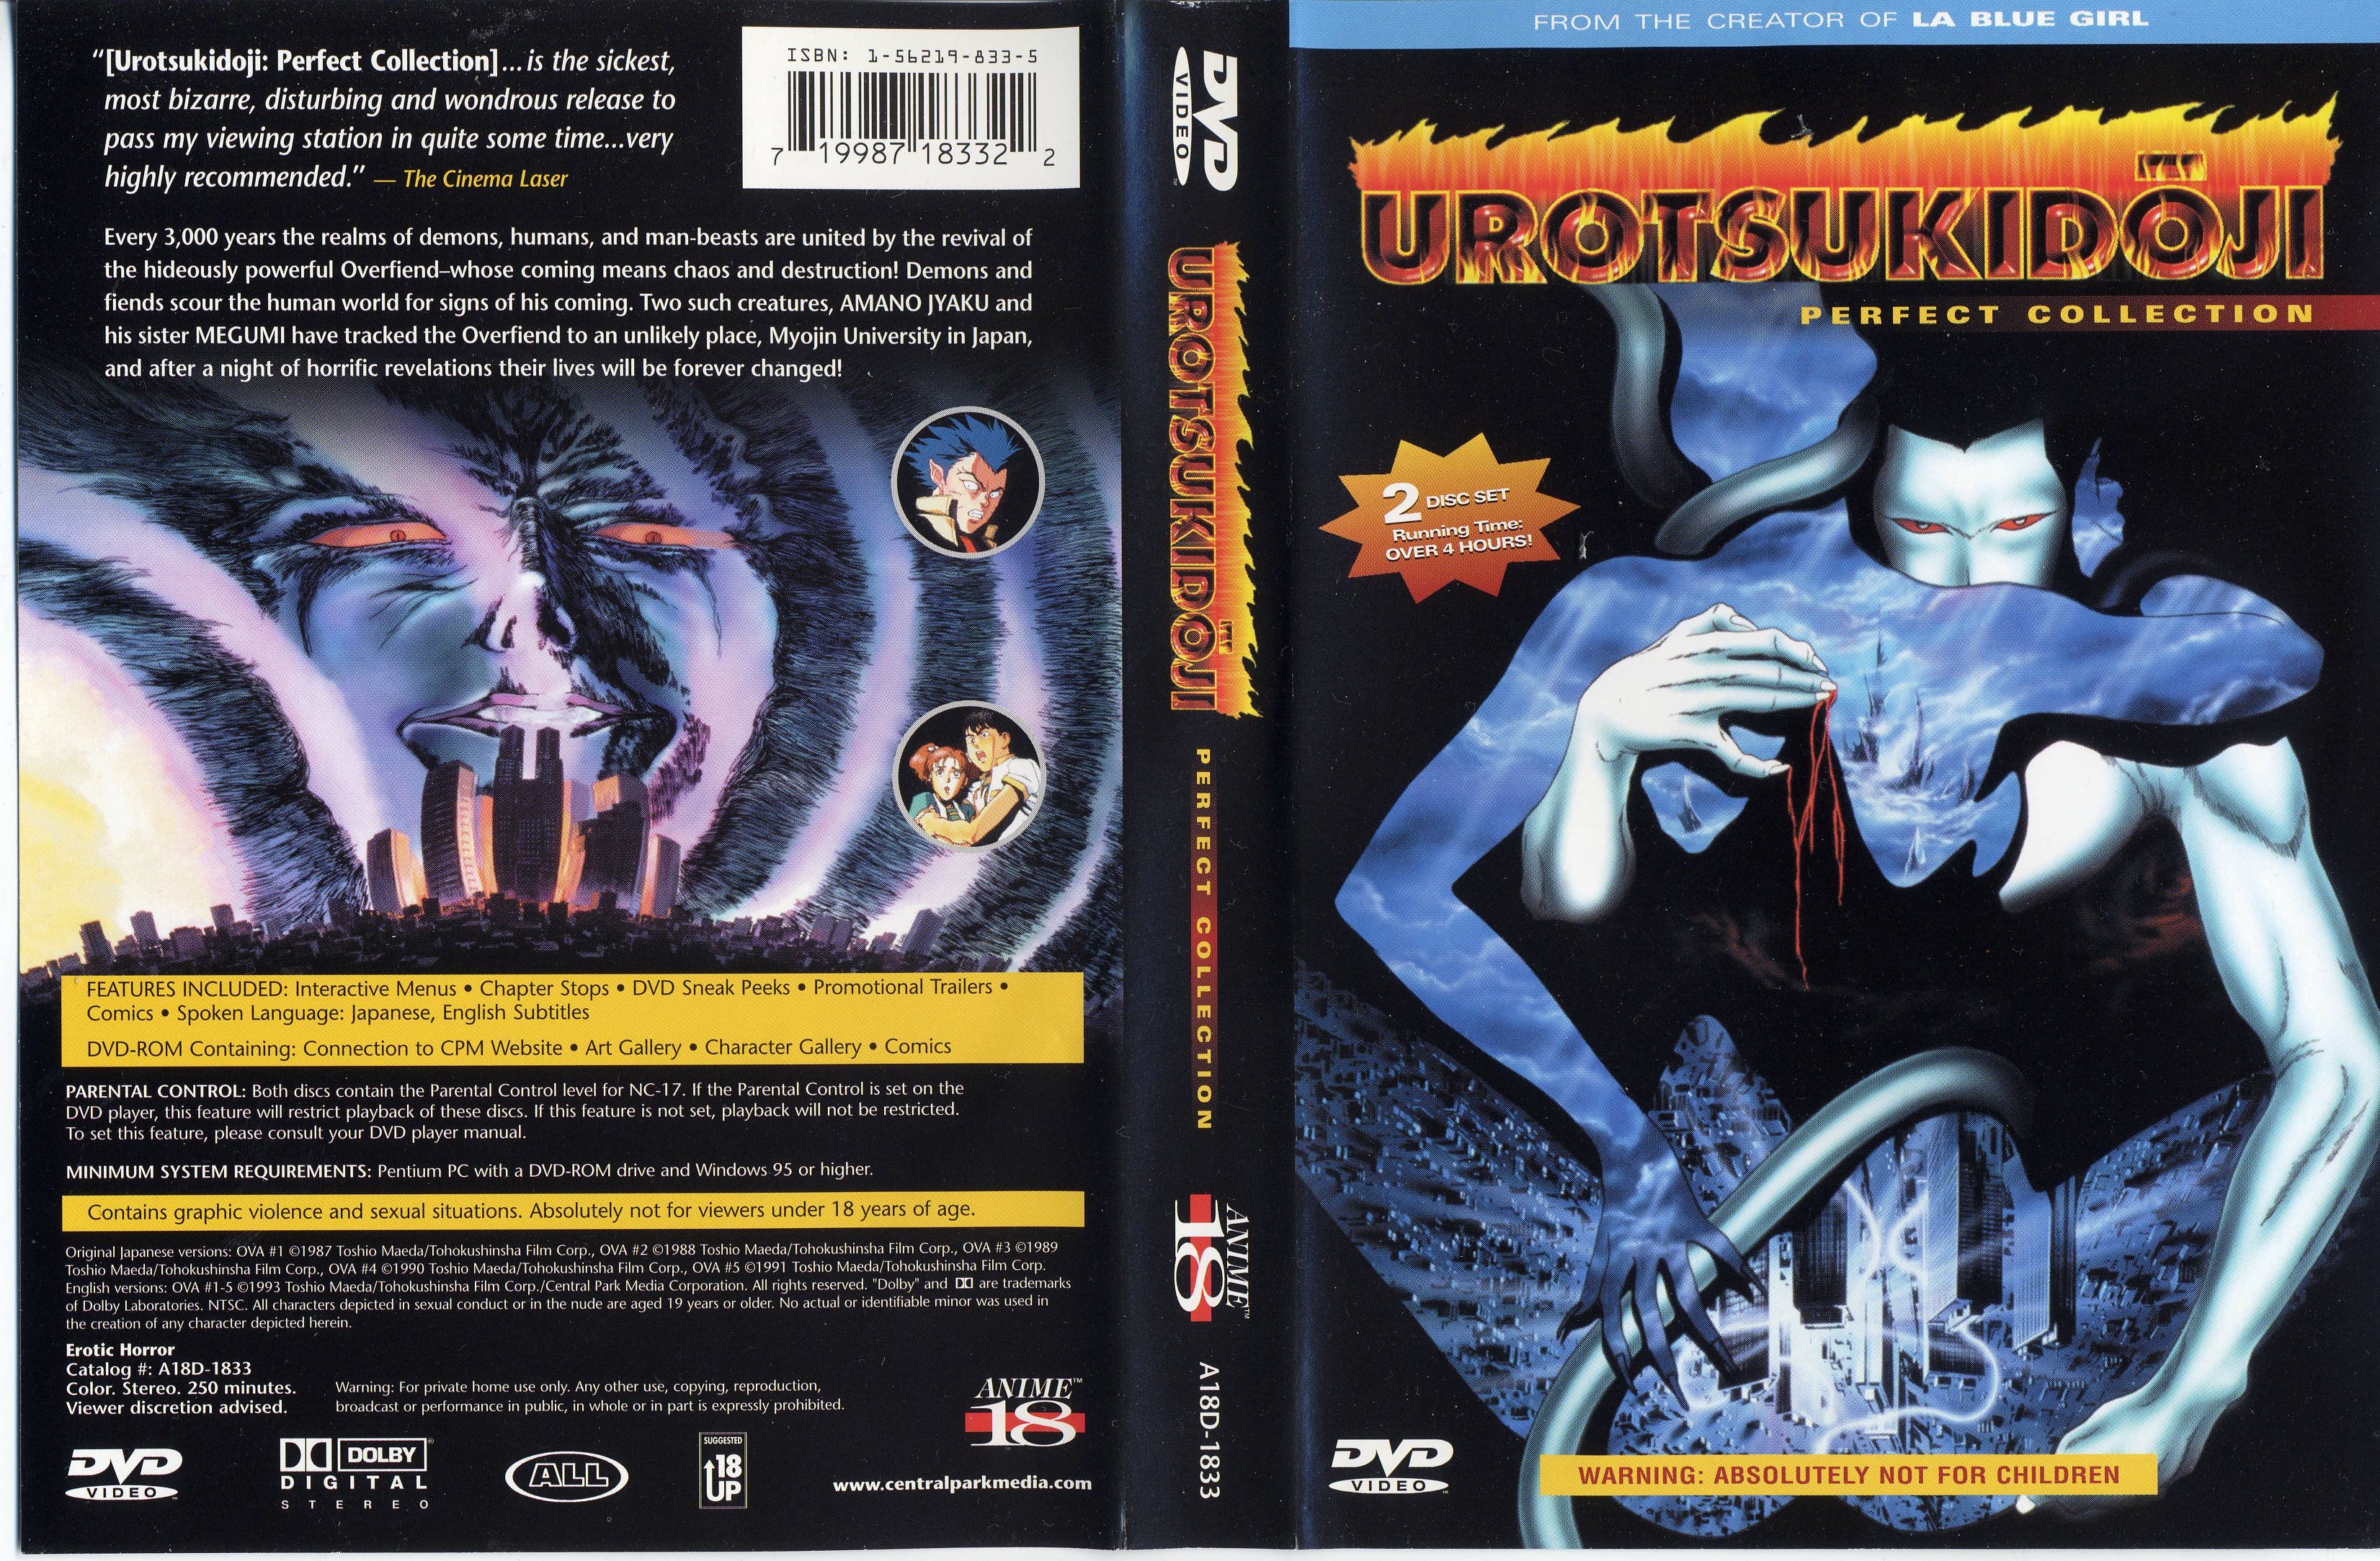 "[Urotsukidoji: Perfect Collection]...is the sickest,
most bizarre, disturbing and wondrous release to
pass my viewing station in quite some time...very
highly recommended." — The Cinema Laser
ISBN: 1-56219-833-5
7 19987 18332 2
Every 3,000 years the realms of demons, humans, and man-beasts are united by the revival of
the hideously powerful Overfiend–whose coming means chaos and destruction! Demons and
fiends scour the human world for signs of his coming. Two such creatures, AMANO JYAKU and
his sister MEGUMI have tracked the Overfiend to an unlikely place, Myojin University in Japan,
and after a night of horrific revelations their lives will be forever changed!
FEATURES INCLUDED: Interactive Menus • Chapter Stops • DVD Sneak Peeks • Promotional Trailers •
Comics • Spoken Language: Japanese, English Subtitles
DVD-ROM Containing: Connection to CPM Website • Art Gallery • Character Gallery • Comics
PARENTAL CONTROL: Both discs contain the Parental Control level for NC-17. If the Parental Control is set on the
DVD player, this feature will restrict playback of these discs. If this feature is not set, playback will not be restricted.
To set this feature, please consult your DVD player manual.
MINIMUM SYSTEM REQUIREMENTS: Pentium PC with a DVD-ROM drive and Windows 95 or higher.
Contains graphic violence and sexual situations. Absolutely not for viewers under 18 years of age.
Original Japanese versions: OVA #1 ©1987 Toshio Maeda/Tohokushinsha Film Corp., OVA #2 ©1988 Toshio Maeda/Tohokushinsha Film Corp., OVA #3 ©1989
Toshio Maeda/Tohokushinsha Film Corp., OVA #4 ©1990 Toshio Maeda/Tohokushinsha Film Corp., OVA #5 ©1991 Toshio Maeda/Tohokushinsha Film Corp.
English versions: OVA #1-5 ©1993 Toshio Maeda/Tohokushinsha Film Corp./Central Park Media Corporation. All rights reserved. "Dolby" and are trademarks
of Dolby Laboratories. NTSC. All characters depicted in sexual conduct or in the nude are aged 19 years or older. No actual or identifiable minor was used in
the creation of any character depicted herein.
Erotic Horror
Catalog #: A18D-1833
Color. Stereo. 250 minutes.
Viewer discretion advised.
Warning: For private home use only. Any other use, copying, reproduction,
broadcast or performance in public, in whole or in part is expressly prohibited.
ANIME™
18
DVD
VIDEO™
DOLBY®
DIGITAL
STEREO
ALL
SUGGESTED
18
UP
www.centralparkmedia.com
DVD
VIDEO™
UROTSUKIDŌJI
PERFECT COLLECTION
ANIME™
18
A18D-1833
FROM THE CREATOR OF LA BLUE GIRL
UROTSUKIDŌJI
PERFECT COLLECTION
2 DISC SET
Running Time:
OVER 4 HOURS!
DVD
VIDEO™
WARNING: ABSOLUTELY NOT FOR CHILDREN